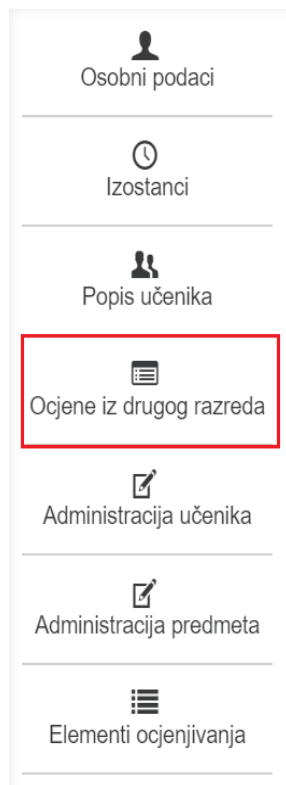 Osobni podaci
Izostanci
Popis učenika
Ocjene iz drugog razreda
Administracija učenika
Administracija predmeta
Elementi ocjenjivanja